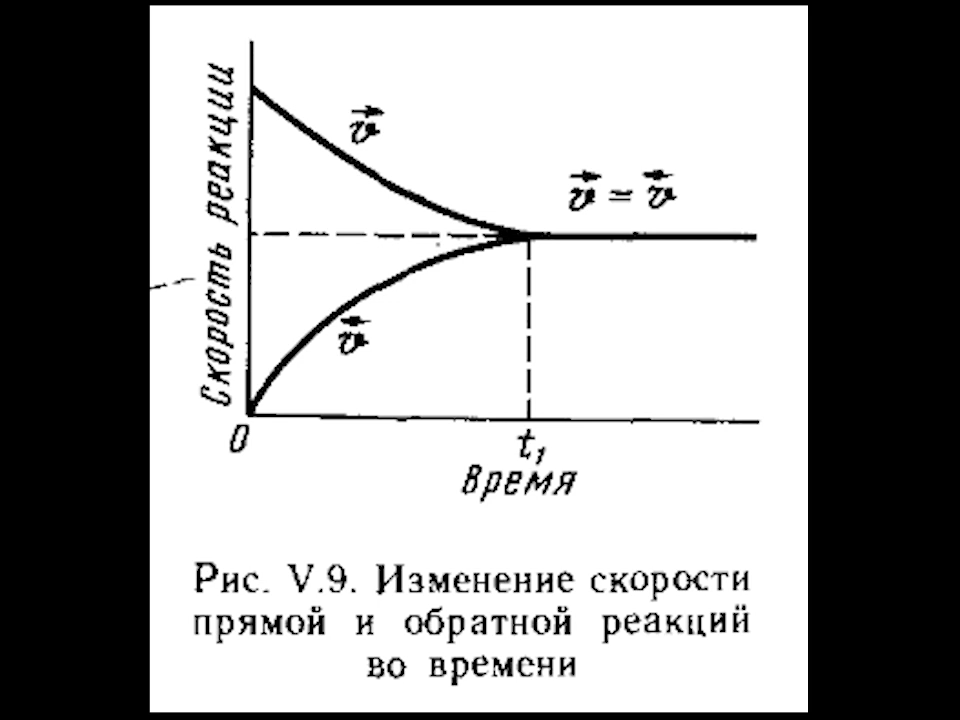 Скорость реакции
v⃗
v⃗ = v⃖
v⃖
0
t₁
Время
Рис. V.9. Изменение скорости
прямой и обратной реакций
во времени